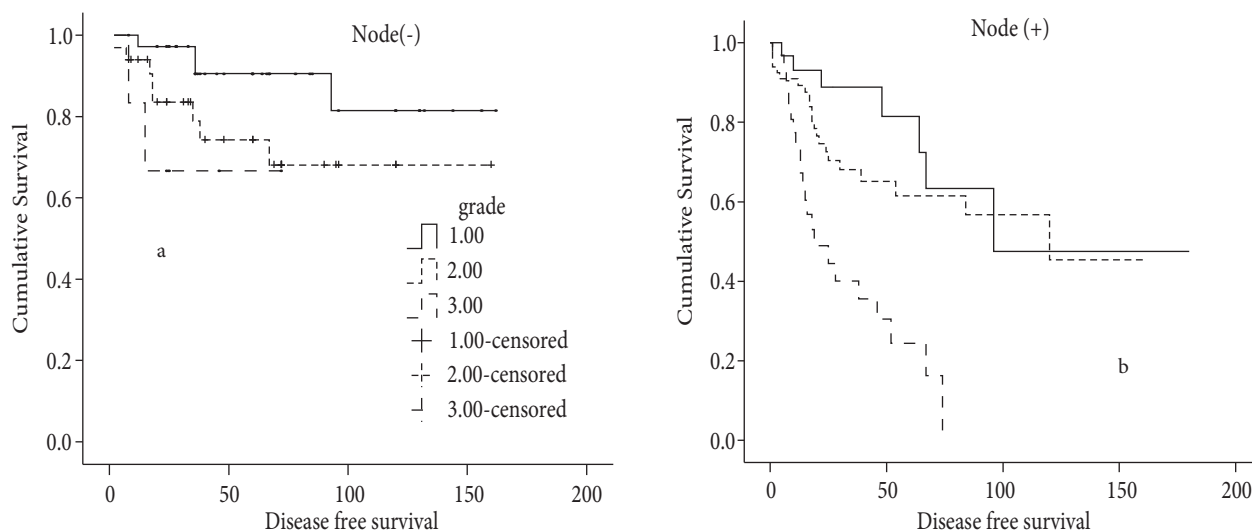 Node(-)
Cumulative Survival
1.0
0.8
0.6
0.4
0.2
0.0
a
grade
1.00
2.00
3.00
1.00-censored
2.00-censored
3.00-censored
0 50 100 150 200
Disease free survival
Node (+)
Cumulative Survival
1.0
0.8
0.6
0.4
0.2
0.0
b
0 50 100 150 200
Disease free survival